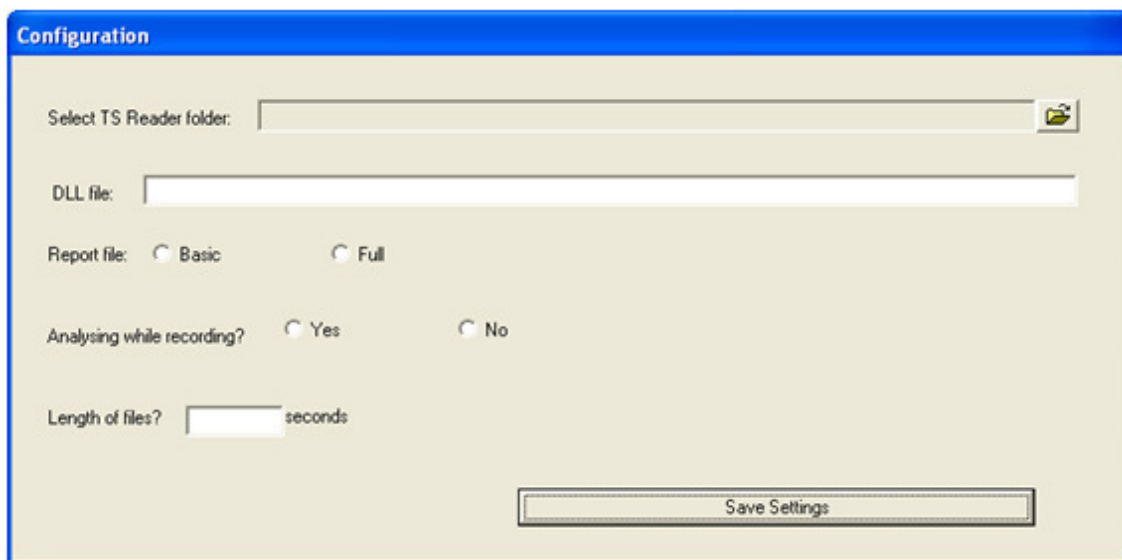 Configuration
Select TS Reader folder:
DLL file:
Report file: Basic Full
Analysing while recording? Yes No
Length of files? seconds
Save Settings